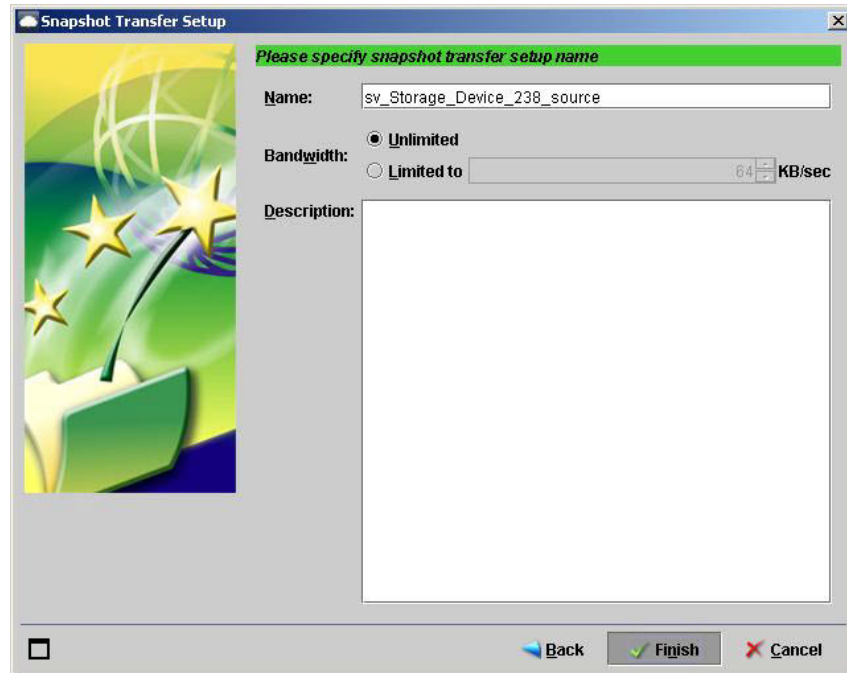 Snapshot Transfer Setup
Please specify snapshot transfer setup name
Name: sv_Storage_Device_238_source
Bandwidth:
Unlimited
Limited to 64 KB/sec
Description:
Back Finish Cancel